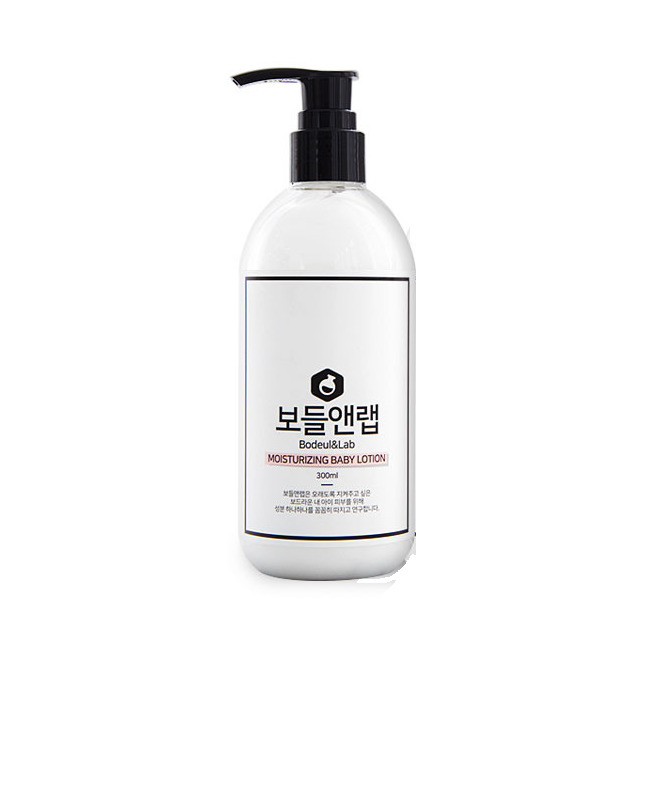 보들앤랩
Bodeul&Lab
MOISTURIZING BABY LOTION
300ml
보들앤랩은 오래도록 지켜주고 싶은
보드라운 내 아이 피부를 위해
성분 하나하나를 꼼꼼히 따지고 연구합니다.